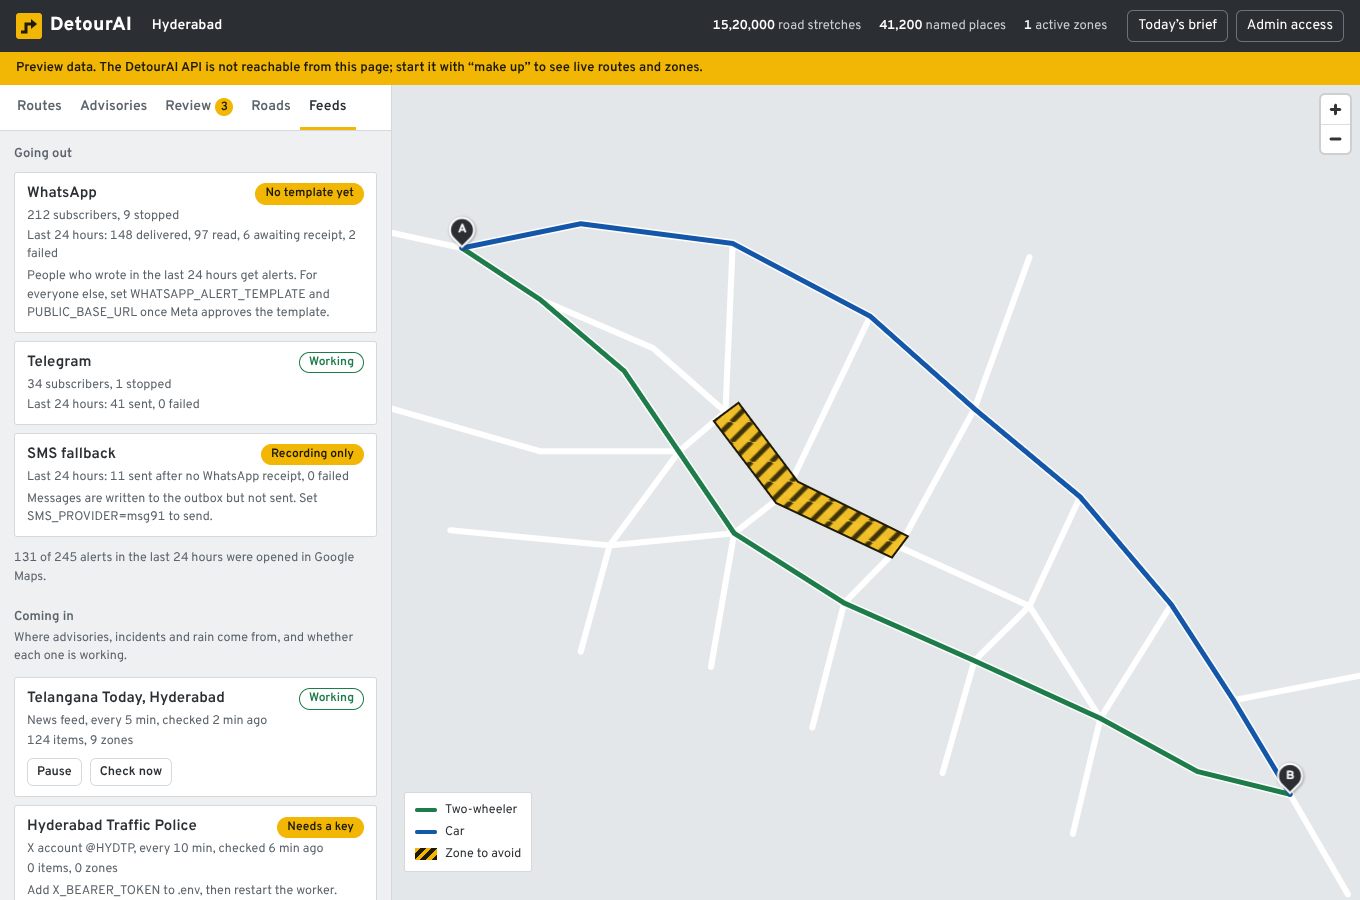 DetourAI Hyderabad 15,20,000 road stretches 41,200 named places 1 active zones Today's brief Admin access
Preview data. The DetourAI API is not reachable from this page; start it with “make up” to see live routes and zones.
Routes Advisories Review 3 Roads Feeds
Going out
WhatsApp No template yet
212 subscribers, 9 stopped
Last 24 hours: 148 delivered, 97 read, 6 awaiting receipt, 2
failed
People who wrote in the last 24 hours get alerts. For
everyone else, set WHATSAPP_ALERT_TEMPLATE and
PUBLIC_BASE_URL once Meta approves the template.
Telegram Working
34 subscribers, 1 stopped
Last 24 hours: 41 sent, 0 failed
SMS fallback Recording only
Last 24 hours: 11 sent after no WhatsApp receipt, 0 failed
Messages are written to the outbox but not sent. Set
SMS_PROVIDER=msg91 to send.
131 of 245 alerts in the last 24 hours were opened in Google
Maps.
Coming in
Where advisories, incidents and rain come from, and whether
each one is working.
Telangana Today, Hyderabad Working
News feed, every 5 min, checked 2 min ago
124 items, 9 zones
Pause Check now
Hyderabad Traffic Police Needs a key
X account @HYDTP, every 10 min, checked 6 min ago
0 items, 0 zones
Add X_BEARER_TOKEN to .env, then restart the worker.
+
−
A
B
Two-wheeler
Car
Zone to avoid